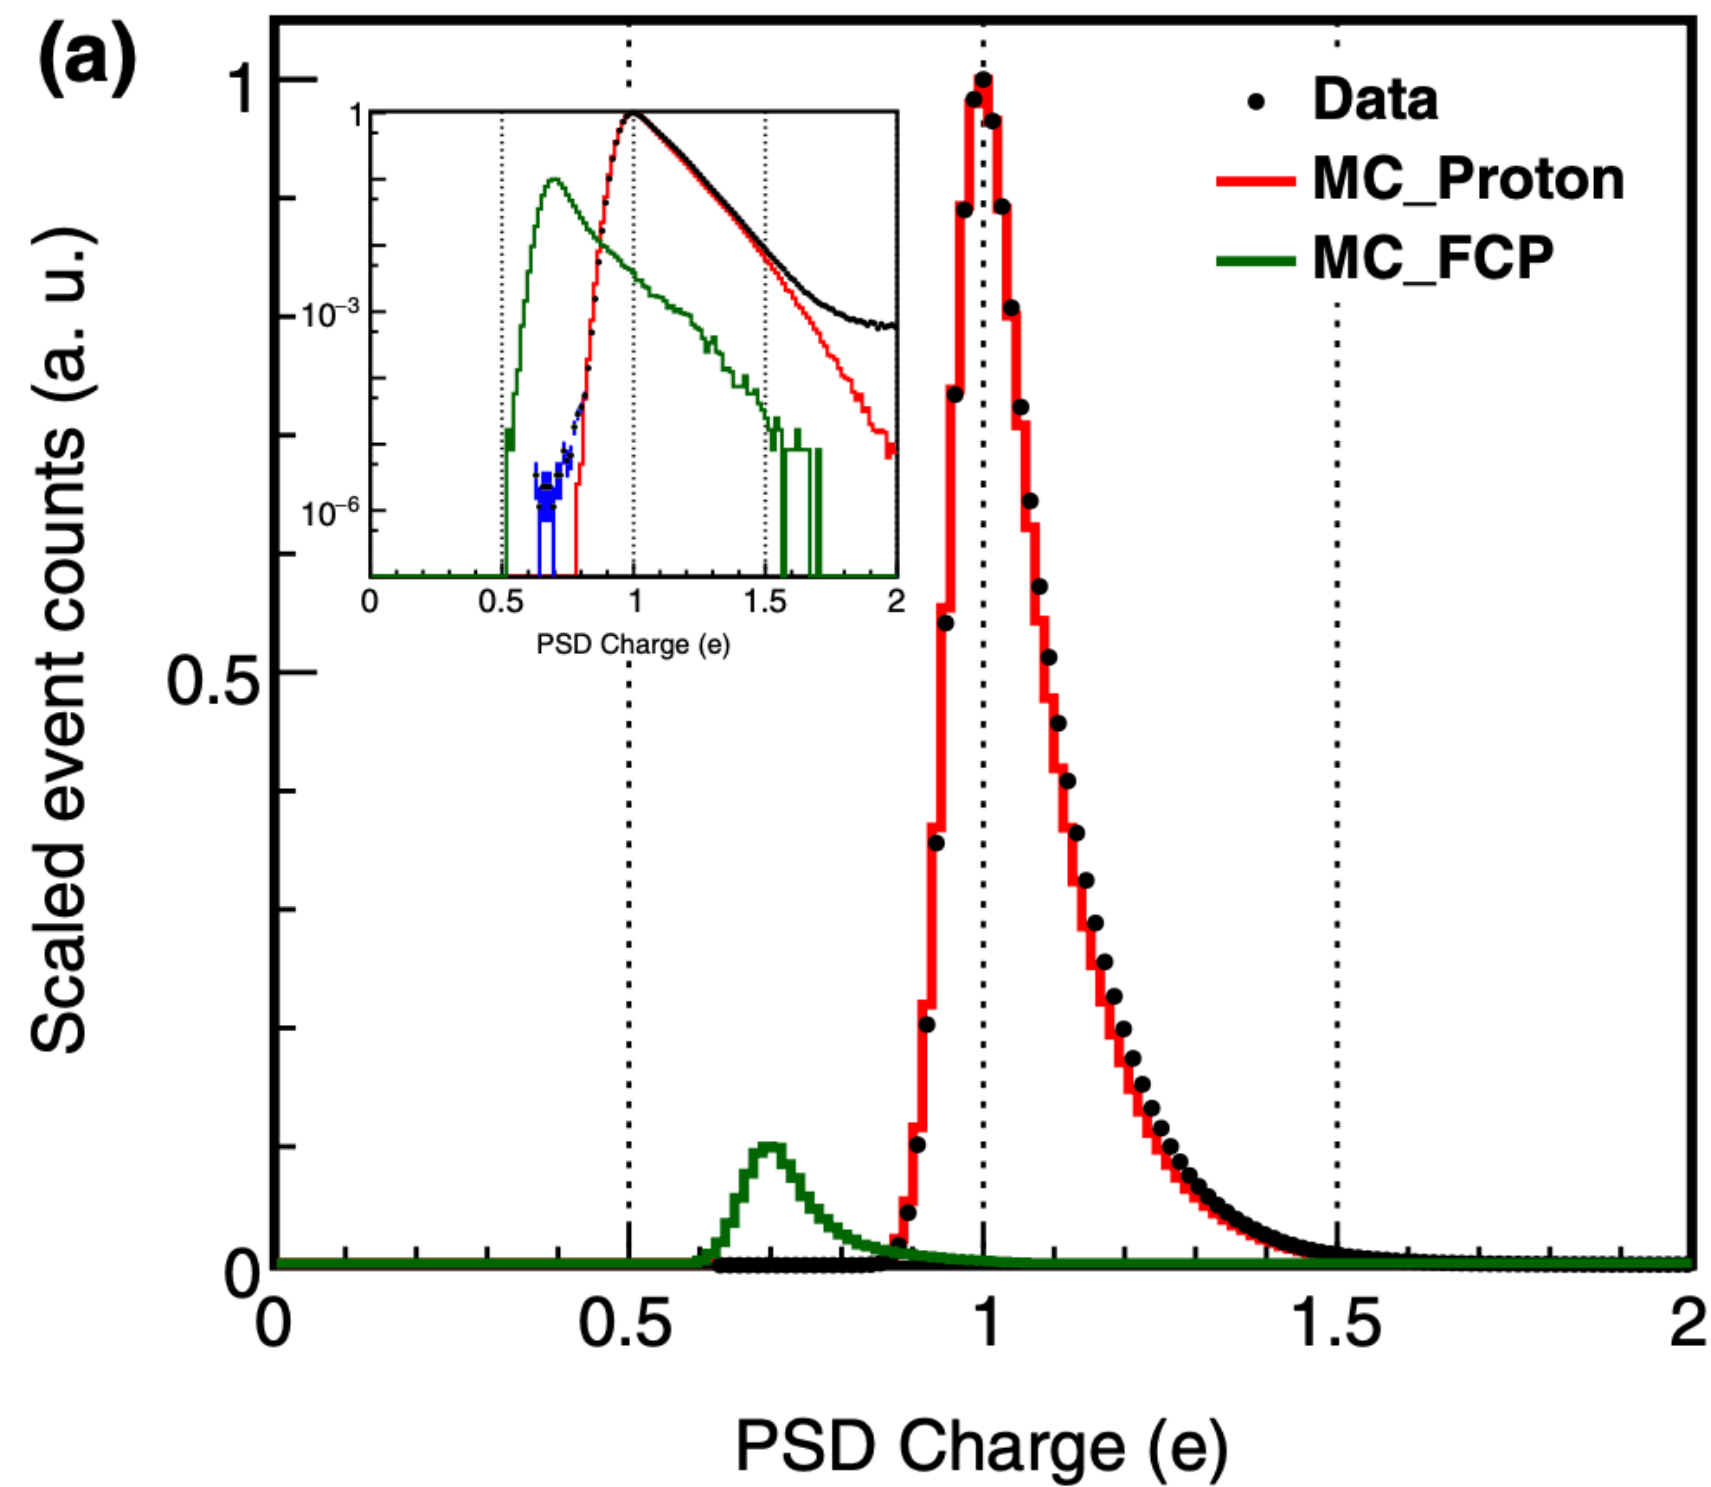 (a)
Scaled event counts (a. u.)
1
0.5
0
0
0.5
1
1.5
2
PSD Charge (e)
Data
MC_Proton
MC_FCP
1
10⁻³
10⁻⁶
0
0.5
1
1.5
2
PSD Charge (e)